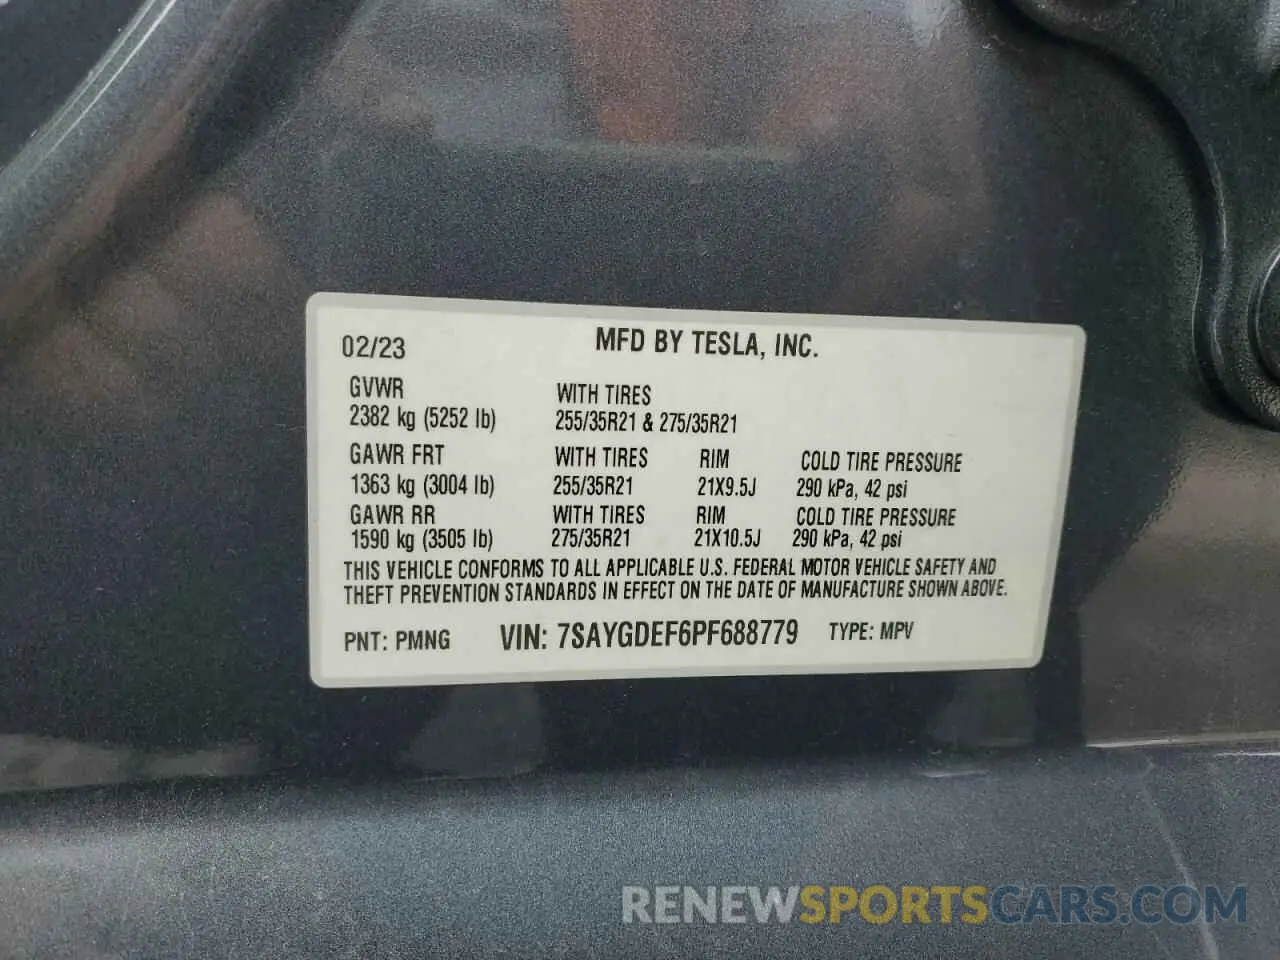 02/23 MFD BY TESLA, INC.
GVWR WITH TIRES
2382 kg (5252 lb) 255/35R21 & 275/35R21
GAWR FRT WITH TIRES RIM COLD TIRE PRESSURE
1363 kg (3004 lb) 255/35R21 21X9.5J 290 kPa, 42 psi
GAWR RR WITH TIRES RIM COLD TIRE PRESSURE
1590 kg (3505 lb) 275/35R21 21X10.5J 290 kPa, 42 psi
THIS VEHICLE CONFORMS TO ALL APPLICABLE U.S. FEDERAL MOTOR VEHICLE SAFETY AND
THEFT PREVENTION STANDARDS IN EFFECT ON THE DATE OF MANUFACTURE SHOWN ABOVE.
PNT: PMNG VIN: 7SAYGDEF6PF688779 TYPE: MPV
RENEWSPORTSCARS.COM